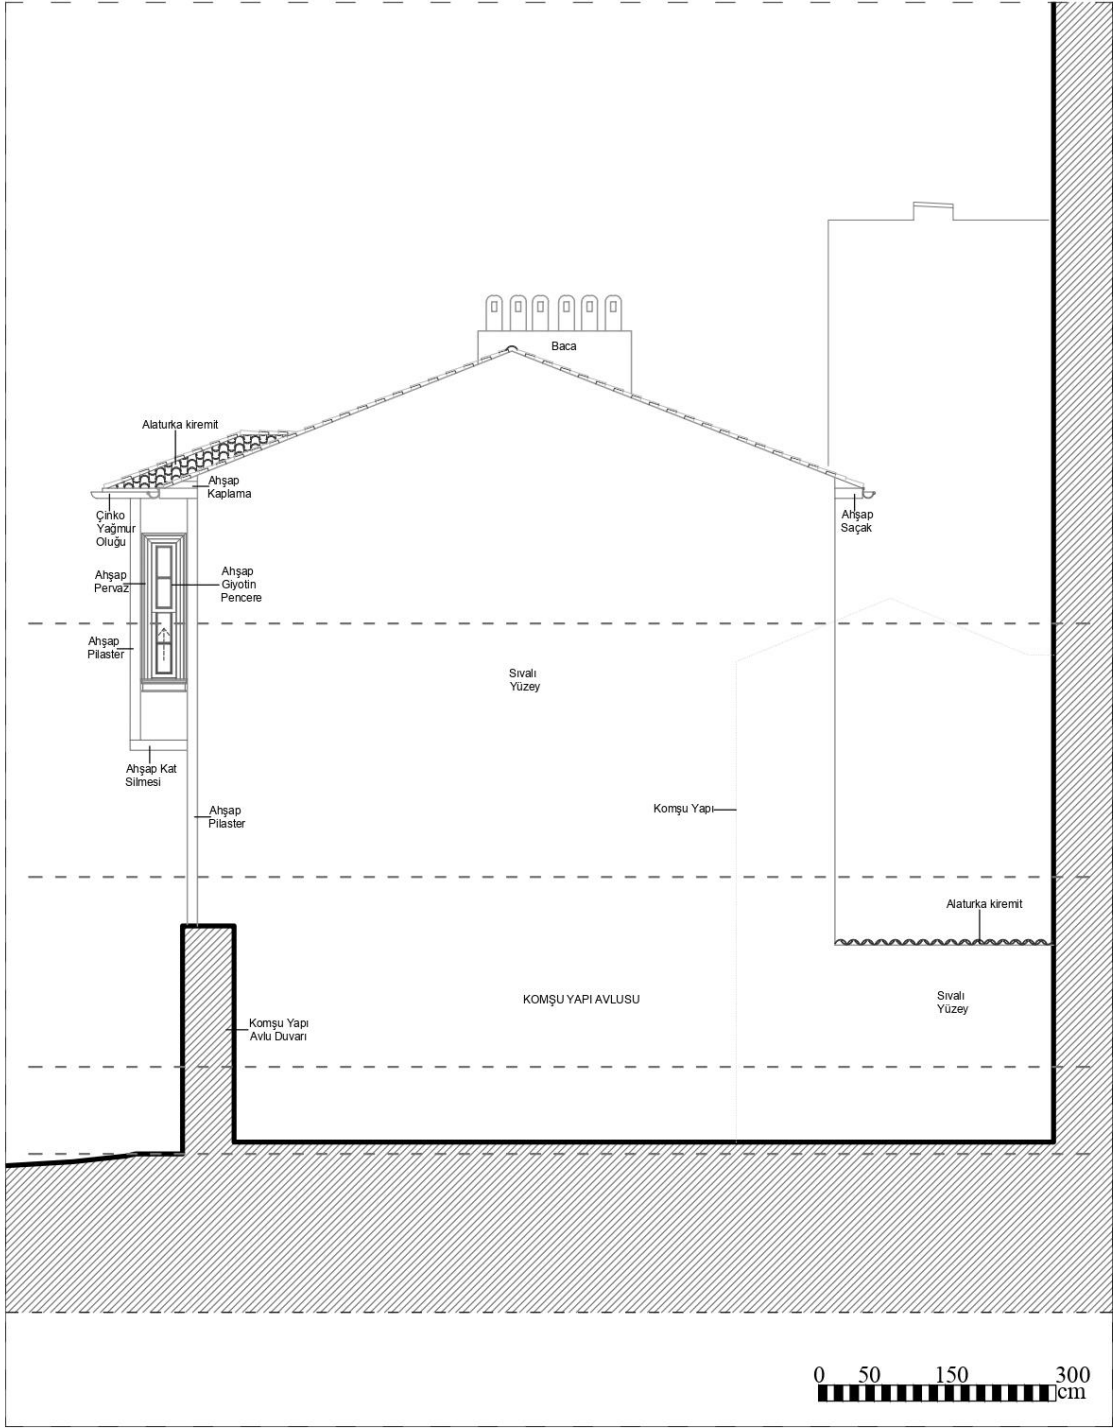 Baca
Alaturka kiremit
Ahşap
Kaplama
Çinko
Yağmur
Oluğu
Ahşap
Saçak
Ahşap
Pervaz
Ahşap
Giyotin
Pencere
Ahşap
Pilaster
Sıvalı
Yüzey
Ahşap Kat
Silmesi
Ahşap
Pilaster
Komşu Yapı
Alaturka kiremit
KOMŞU YAPI AVLUSU
Sıvalı
Yüzey
Komşu Yapı
Avlu Duvarı
0 50 150 300
cm